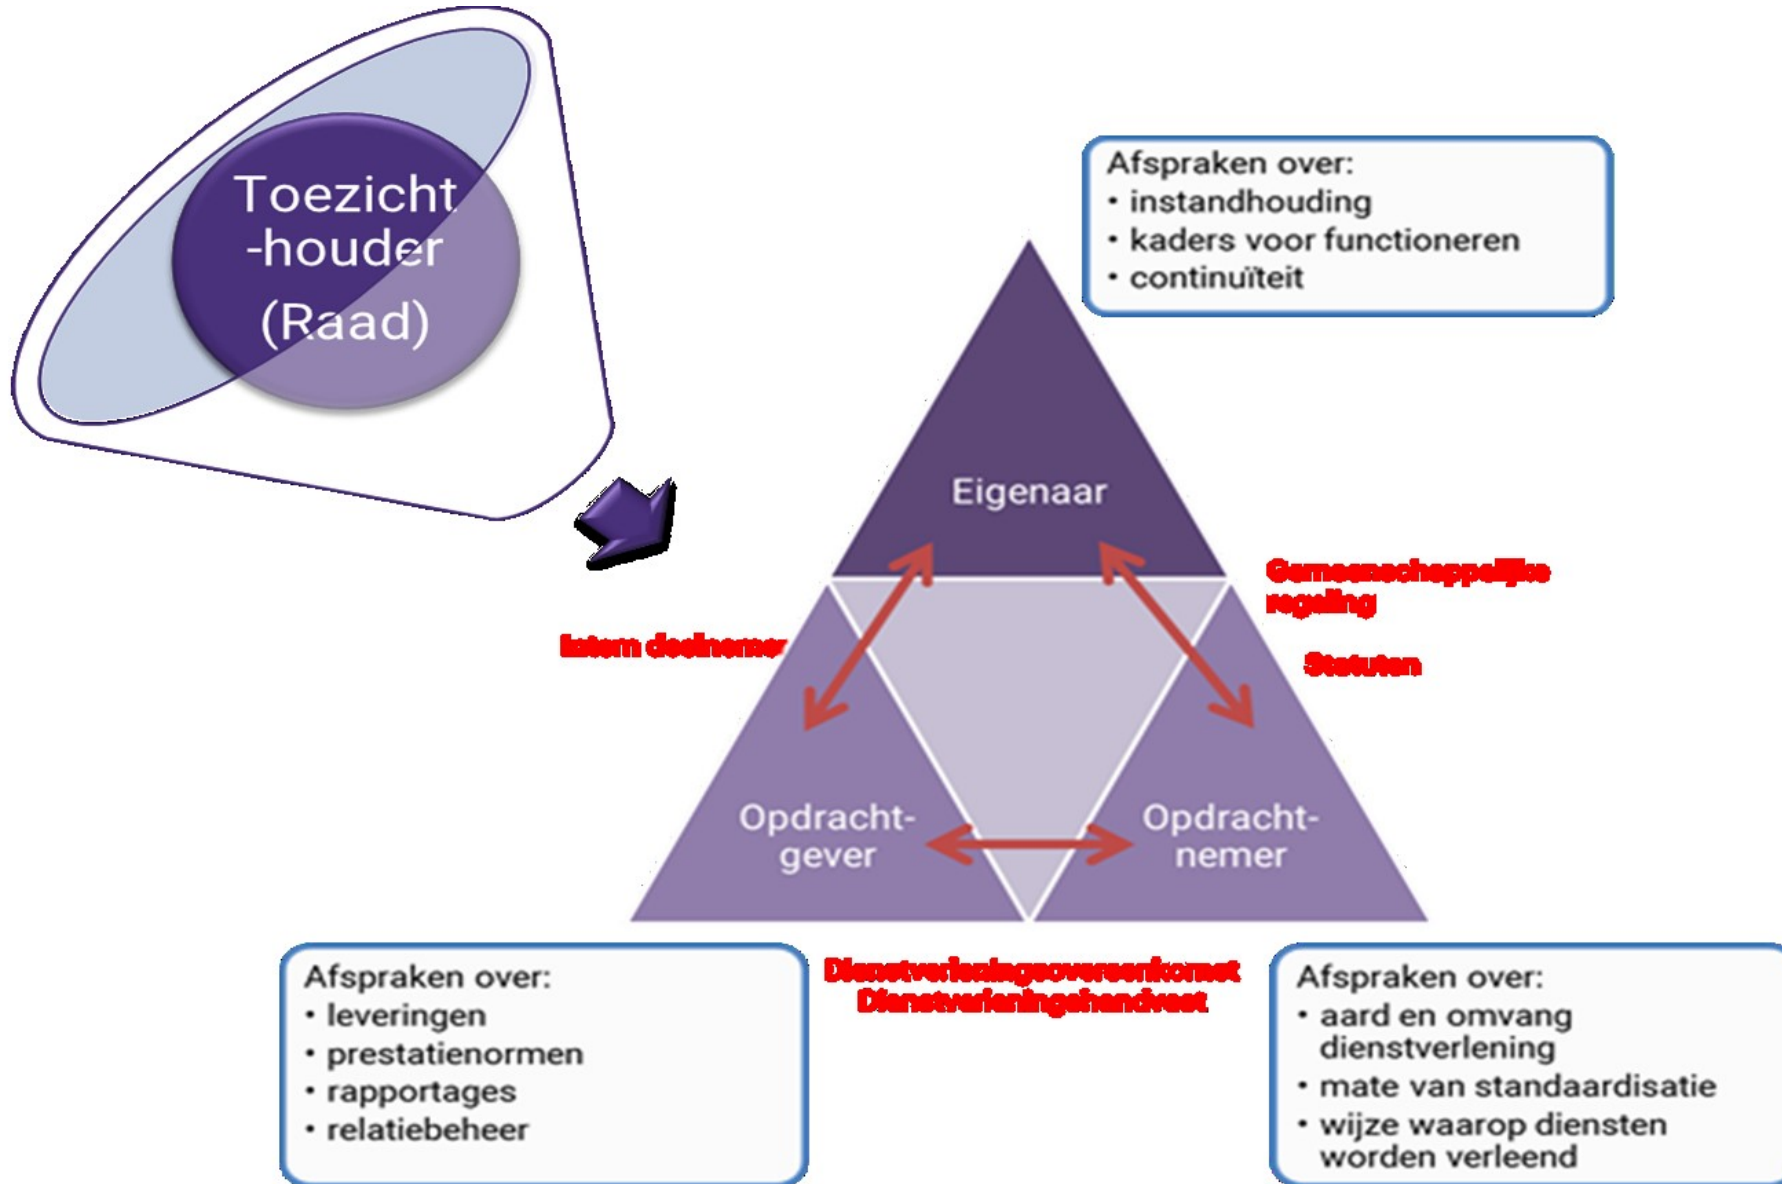 Toezicht
-houder
(Raad)
Afspraken over:
• instandhouding
• kaders voor functioneren
• continuïteit
Eigenaar
Gemeenschappelijke
regeling
Intern deelnemer
Statuten
Opdracht-
gever
Opdracht-
nemer
Afspraken over:
• leveringen
• prestatienormen
• rapportages
• relatiebeheer
Dienstverleningsovereenkomst
Dienstverleningshandvest
Afspraken over:
• aard en omvang
dienstverlening
• mate van standaardisatie
• wijze waarop diensten
worden verleend